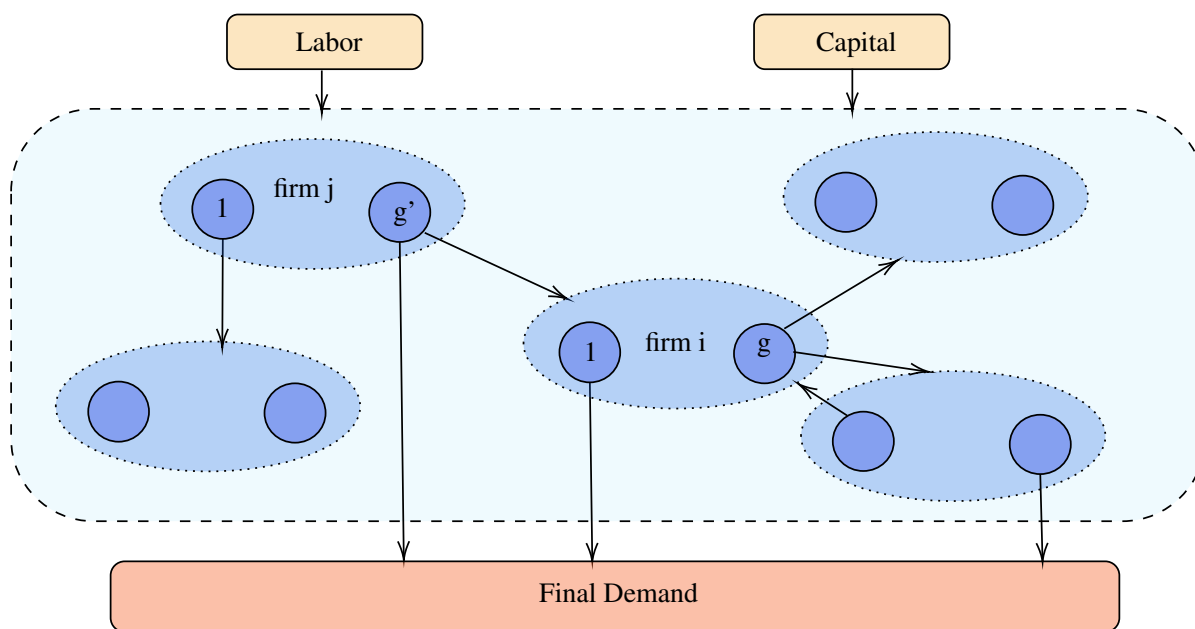 Labor
Capital
firm j
1
g’
firm i
1
g
Final Demand